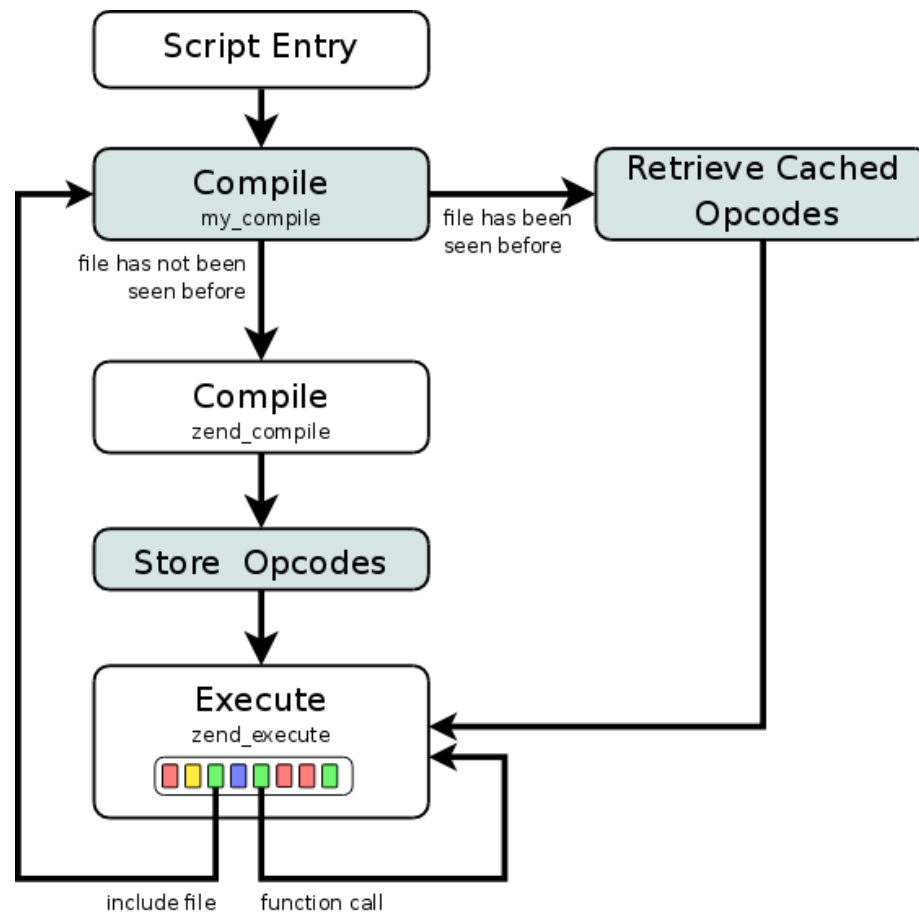 Script Entry
Compile
my_compile
Retrieve Cached
Opcodes
file has been
seen before
file has not been
seen before
Compile
zend_compile
Store Opcodes
Execute
zend_execute
include file
function call